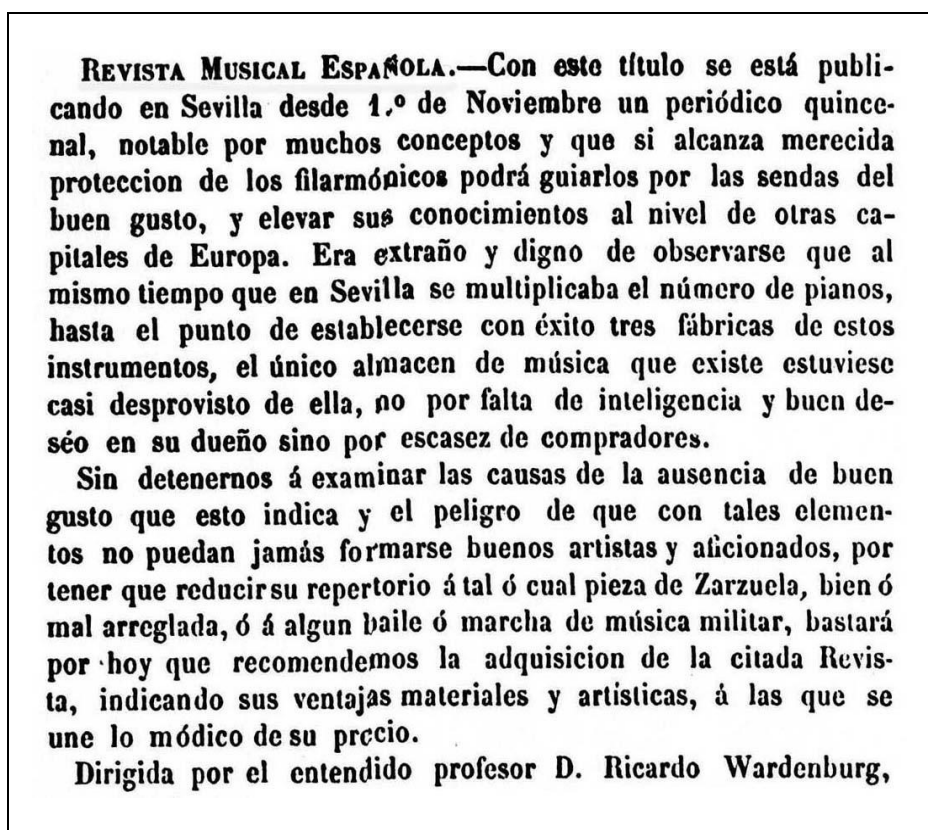 REVISTA MUSICAL ESPAÑOLA.—Con este título se está publi-
cando en Sevilla desde 1.º de Noviembre un periódico quince-
nal, notable por muchos conceptos y que si alcanza merecida
proteccion de los filarmónicos podrá guiarlos por las sendas del
buen gusto, y elevar sus conocimientos al nivel de otras ca-
pitales de Europa. Era extraño y digno de observarse que al
mismo tiempo que en Sevilla se multiplicaba el número de pianos,
hasta el punto de establecerse con éxito tres fábricas de estos
instrumentos, el único almacen de música que existe estuviese
casi desprovisto de ella, no por falta de inteligencia y buen de-
séo en su dueño sino por escasez de compradores.
Sin detenernos á examinar las causas de la ausencia de buen
gusto que esto indica y el peligro de que con tales elemen-
tos no puedan jamás formarse buenos artistas y aficionados, por
tener que reducir su repertorio á tal ó cual pieza de Zarzuela, bien ó
mal arreglada, ó á algun baile ó marcha de música militar, bastará
por hoy que recomendemos la adquisicion de la citada Revis-
ta, indicando sus ventajas materiales y artísticas, á las que se
une lo módico de su precio.
Dirigida por el entendido profesor D. Ricardo Wardenburg,